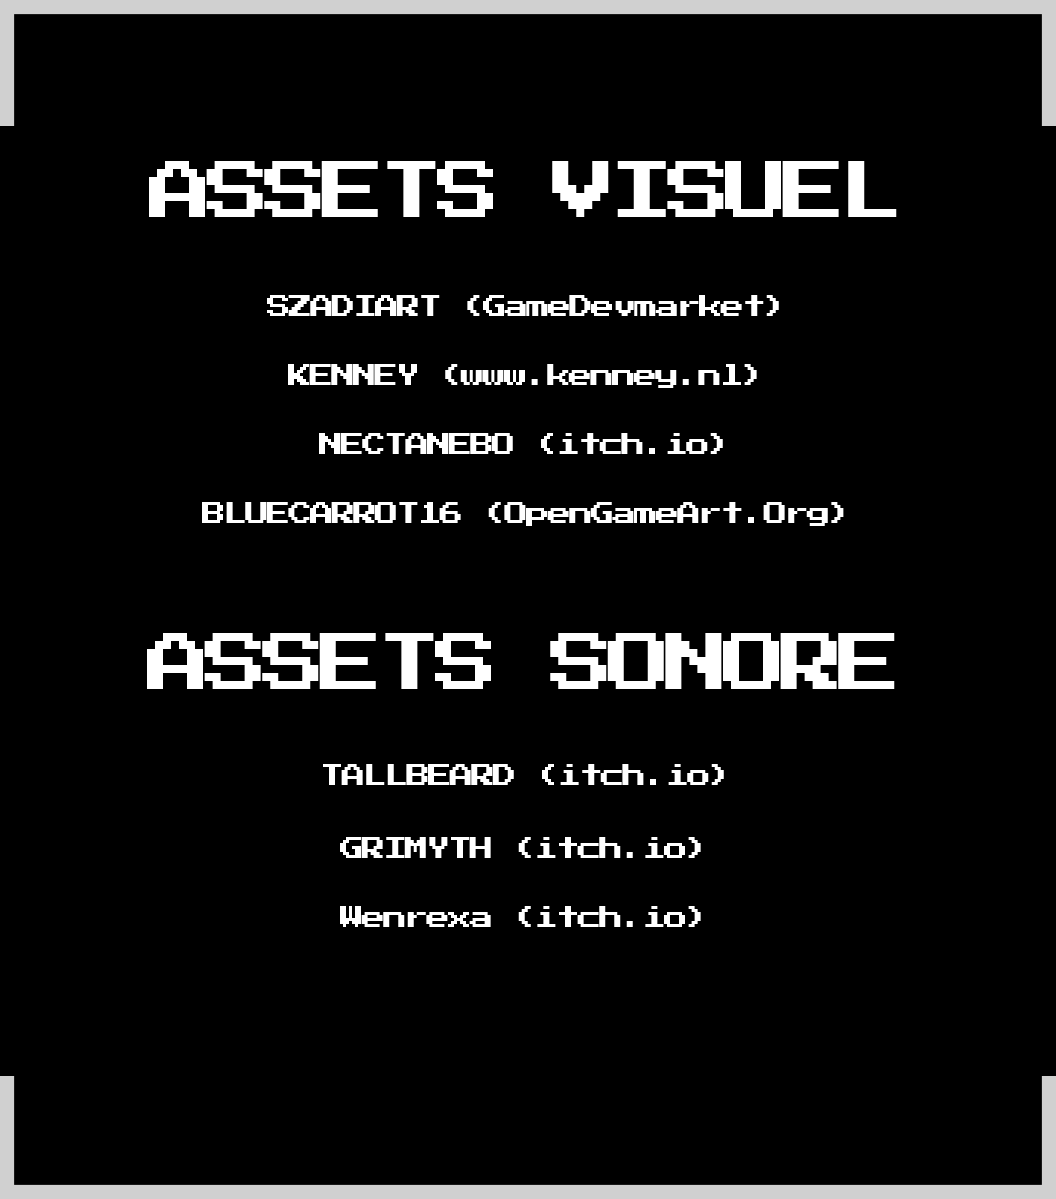 ASSETS VISUEL
SZADIART (GameDevmarket)
KENNEY (www.kenney.nl)
NECTANEBO (itch.io)
BLUECARROT16 (OpenGameArt.Org)
ASSETS SONORE
TALLBEARD (itch.io)
GRIMYTH (itch.io)
Wenrexa (itch.io)